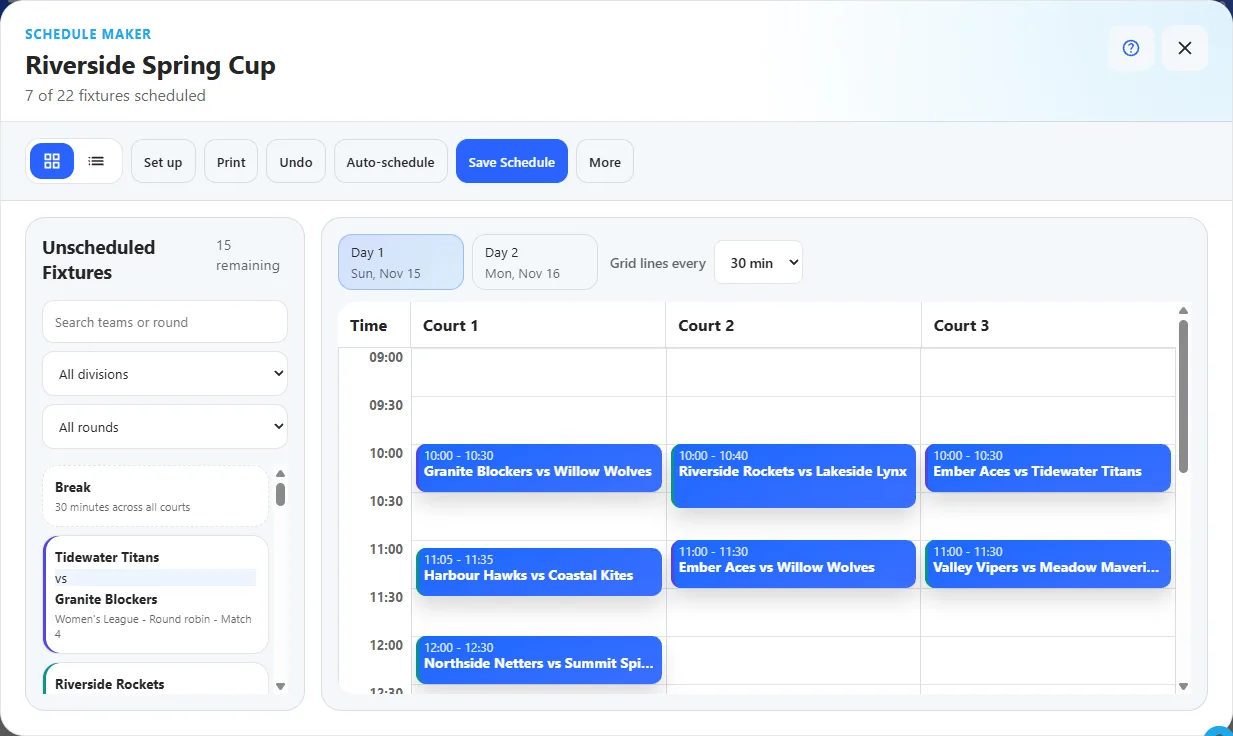 SCHEDULE MAKER
Riverside Spring Cup
7 of 22 fixtures scheduled
Set up
Print
Undo
Auto-schedule
Save Schedule
More
Unscheduled
Fixtures
15
remaining
Search teams or round
All divisions
All rounds
Break
30 minutes across all courts
Tidewater Titans
vs
Granite Blockers
Women's League - Round robin - Match
4
Riverside Rockets
Day 1
Sun, Nov 15
Day 2
Mon, Nov 16
Grid lines every
30 min
Time
Court 1
Court 2
Court 3
09:00
09:30
10:00
10:00 - 10:30
Granite Blockers vs Willow Wolves
10:00 - 10:40
Riverside Rockets vs Lakeside Lynx
10:00 - 10:30
Ember Aces vs Tidewater Titans
10:30
11:00
11:05 - 11:35
Harbour Hawks vs Coastal Kites
11:00 - 11:30
Ember Aces vs Willow Wolves
11:00 - 11:30
Valley Vipers vs Meadow Maveri...
11:30
12:00
12:00 - 12:30
Northside Netters vs Summit Spi...
12:30